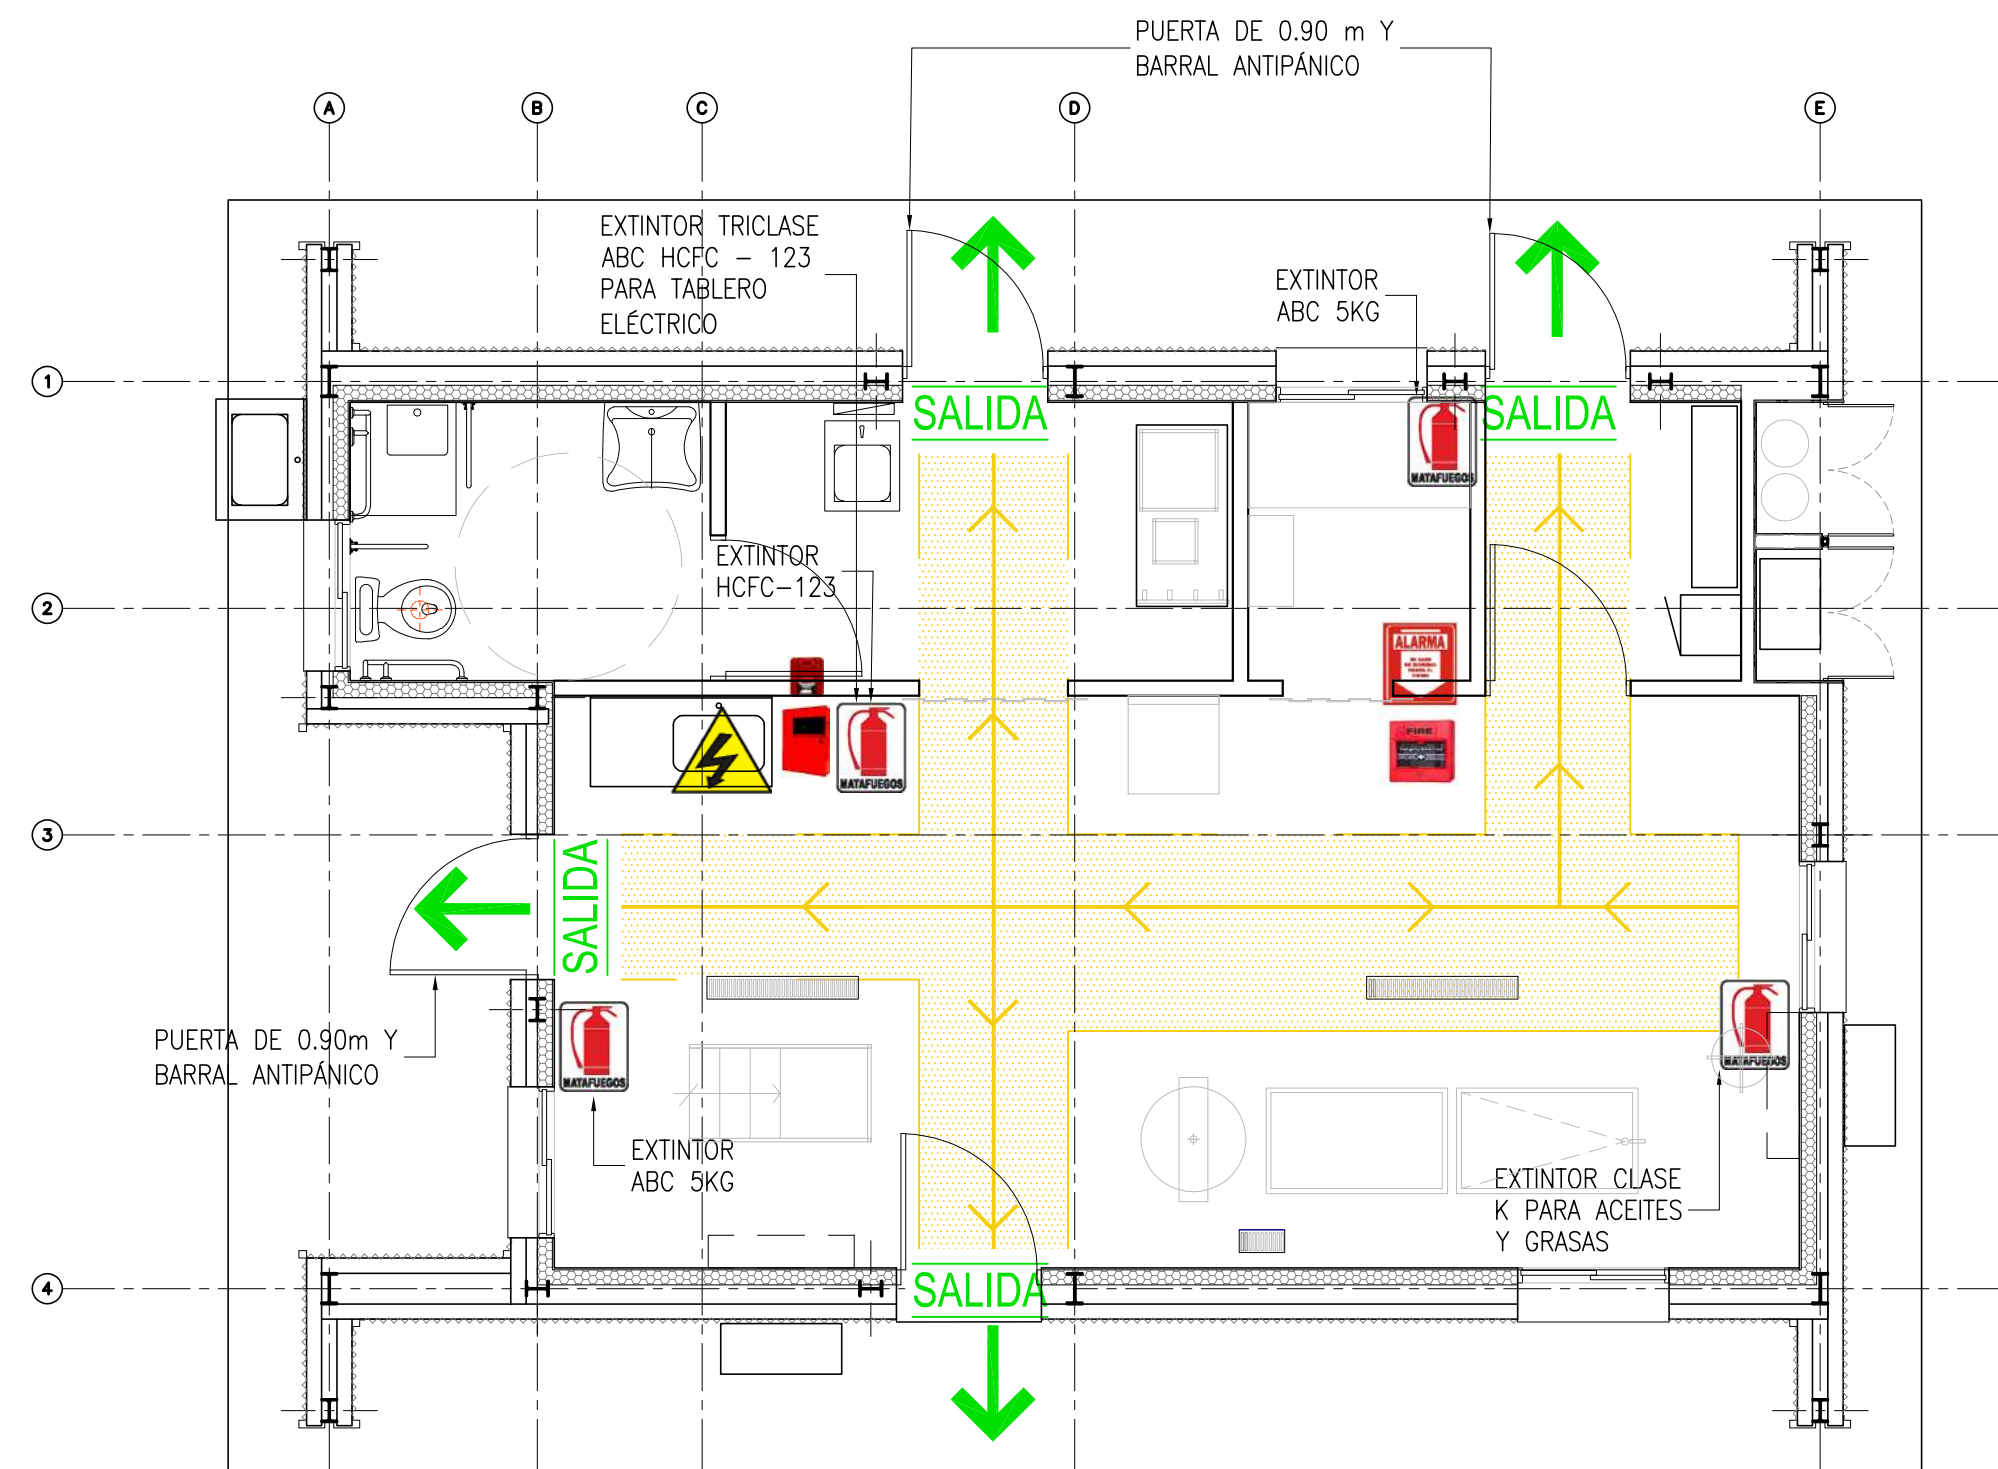 PUERTA DE 0.90 m Y
BARRAL ANTIPÁNICO
A
B
C
D
E
EXTINTOR TRICLASE
ABC HCFC - 123
PARA TABLERO
ELÉCTRICO
EXTINTOR
ABC 5KG
1
SALIDA
SALIDA
MATAFUEGOS
EXTINTOR
HCFC-123
2
ALARMA
FIRE
MATAFUEGOS
3
SALIDA
PUERTA DE 0.90m Y
BARRAL ANTIPÁNICO
MATAFUEGOS
MATAFUEGOS
EXTINTOR
ABC 5KG
EXTINTOR CLASE
K PARA ACEITES
Y GRASAS
4
SALIDA